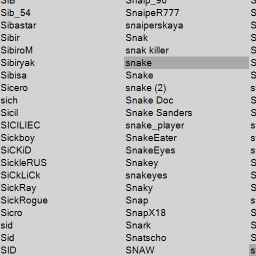 SIB
Sib_54
Sibastar
Sibir
SibiroM
Sibiryak
Sibisa
Sicero
sich
Sicil
SICILIEC
Sickboy
SiCKiD
SickleRUS
SiCkLiCk
SickRay
SickRogue
Sicro
sid
Sid
SID
Snaip_90
SnaipeR777
snaiperskaya
Snak
snak killer
snake
Snake
snake (2)
Snake Doc
Snake Sanders
snake_player
SnakeEater
SnakeEyes
Snakey
snakeyes
Snaky
Snap
SnapX18
Snark
Snatscho
SNAW